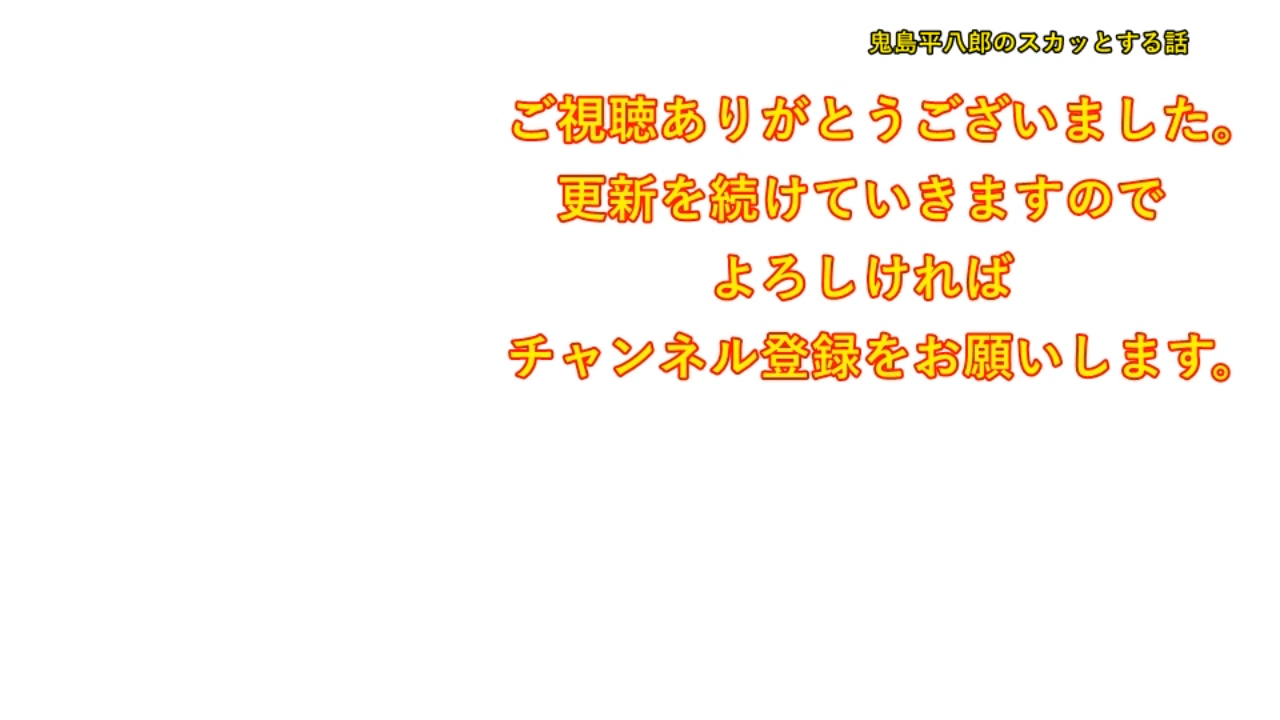 鬼島平八郎のスカッとする話
ご視聴ありがとうございました。
更新を続けていきますので
よろしければ
チャンネル登録をお願いします。